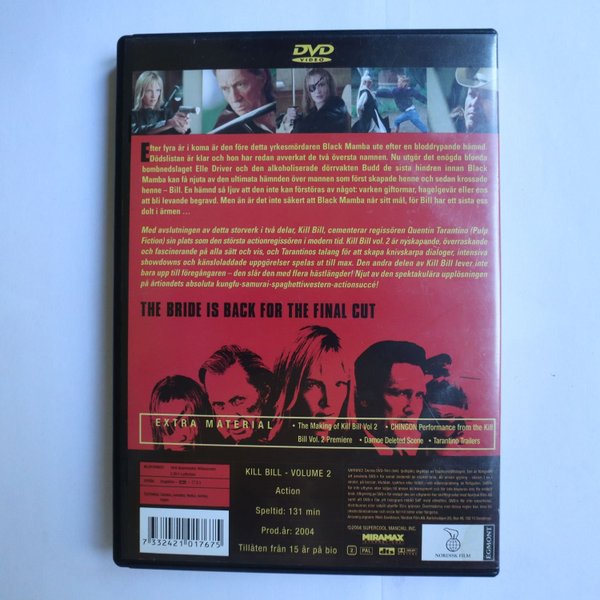 DVD
VIDEO
Efter fyra år i koma är den före detta yrkesmördaren Black Mamba ute efter en bloddrypande hämnd.
Dödslistan är klar och hon har redan avverkat de två översta namnen. Nu utgör det enögda blonda
bombnedslaget Elle Driver och den alkoholiserade dörrvakten Budd de sista hindren innan Black
Mamba kan få njuta av den ultimata hämnden över mannen som först skapade henne och sedan krossade
henne – Bill. En hämnd så ljuv att den inte kan förstöras av något: varken giftormar, hagelgevär eller ens
att bli levande begravd. Men än är det inte säkert att Black Mamba når sitt mål, för Bill har ett sista ess
dolt i ärmen ...
Med avslutningen av detta storverk i två delar, Kill Bill, cementerar regissören Quentin Tarantino (Pulp
Fiction) sin plats som den största actionregissören i modern tid. Kill Bill vol. 2 är nyskapande, överraskande
och fascinerande på alla sätt och vis, och Tarantinos talang för att skapa knivskarpa dialoger, intensiva
showdowns och känsloladdade uppgörelser spelas ut till max. Den andra delen av Kill Bill lever inte
bara upp till föregångaren – den slår den med flera hästlängder! Njut av den spektakulära upplösningen
på årtiondets absoluta kungfu-samurai-spaghettiwestern-actionsuccé!
THE BRIDE IS BACK FOR THE FINAL CUT
EXTRA MATERIAL • The Making of Kill Bill Vol 2 • CHINGON Performance from the Kill
Bill Vol. 2 Premiere • Damoe Deleted Scene • Tarantino Trailers
KILL BILL - VOLUME 2
Action
Speltid: 131 min
Prod.år: 2004
Tillåten från 15 år på bio
7 332421 017675
©2004 SUPERCOOL MANCHU, INC.
MIRAMAX
2 PAL dts
NORDISK FILM
EGMONT